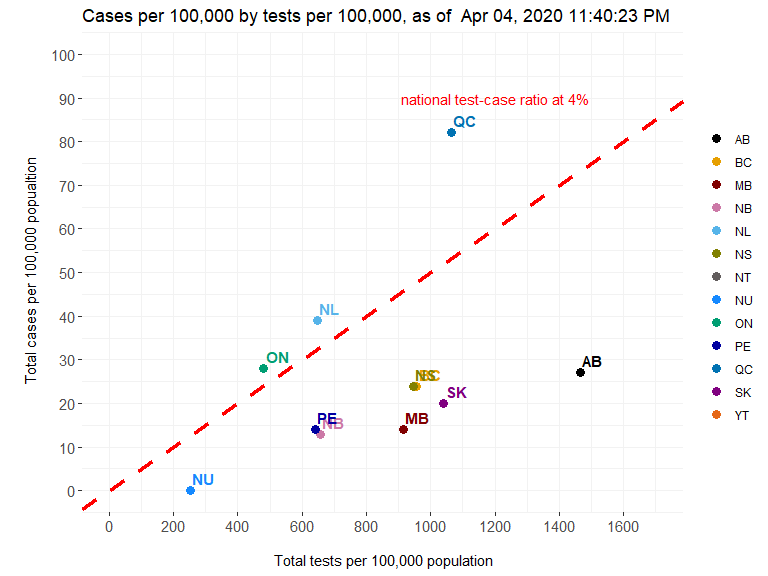 Cases per 100,000 by tests per 100,000, as of  Apr 04, 2020 11:40:23 PM
100
90
80
70
60
50
40
30
20
10
0
Total cases per 100,000 popuation
national test-case ratio at 4%
QC
NL
ON
AB
NS
BC
SK
PE
NB
MB
NU
0
200
400
600
800
1000
1200
1400
1600
Total tests per 100,000 population
AB
BC
MB
NB
NL
NS
NT
NU
ON
PE
QC
SK
YT